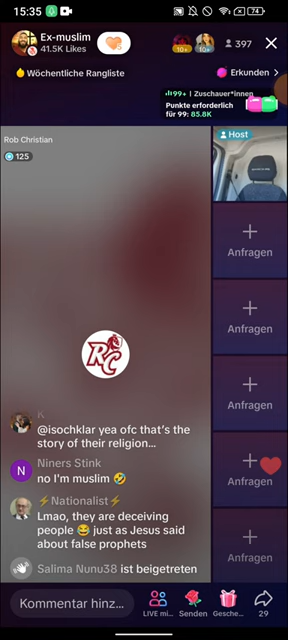 15:35
74
Ex-muslim
41.5K Likes
10+
10+
397
Wöchentliche Rangliste
Erkunden >
99+ | Zuschauer*innen
Punkte erforderlich
für 99: 85.8K
Rob Christian
125
Host
Anfragen
Anfragen
Anfragen
Anfragen
Anfragen
RC
K
@isochklar yea ofc that's the
story of their religion...
N
Niners Stink
no I'm muslim 🤣
⚡Nationalist⚡
Lmao, they are deceiving
people 😂 just as Jesus said
about false prophets
Salima Nunu38 ist beigetreten
Kommentar hinz...
LIVE mi...
Senden
Gesche...
29